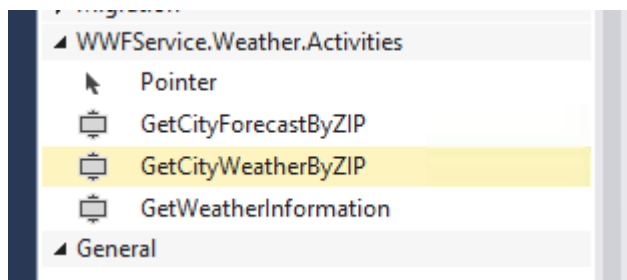 WWFService.Weather.Activities
Pointer
GetCityForecastByZIP
GetCityWeatherByZIP
GetWeatherInformation
General